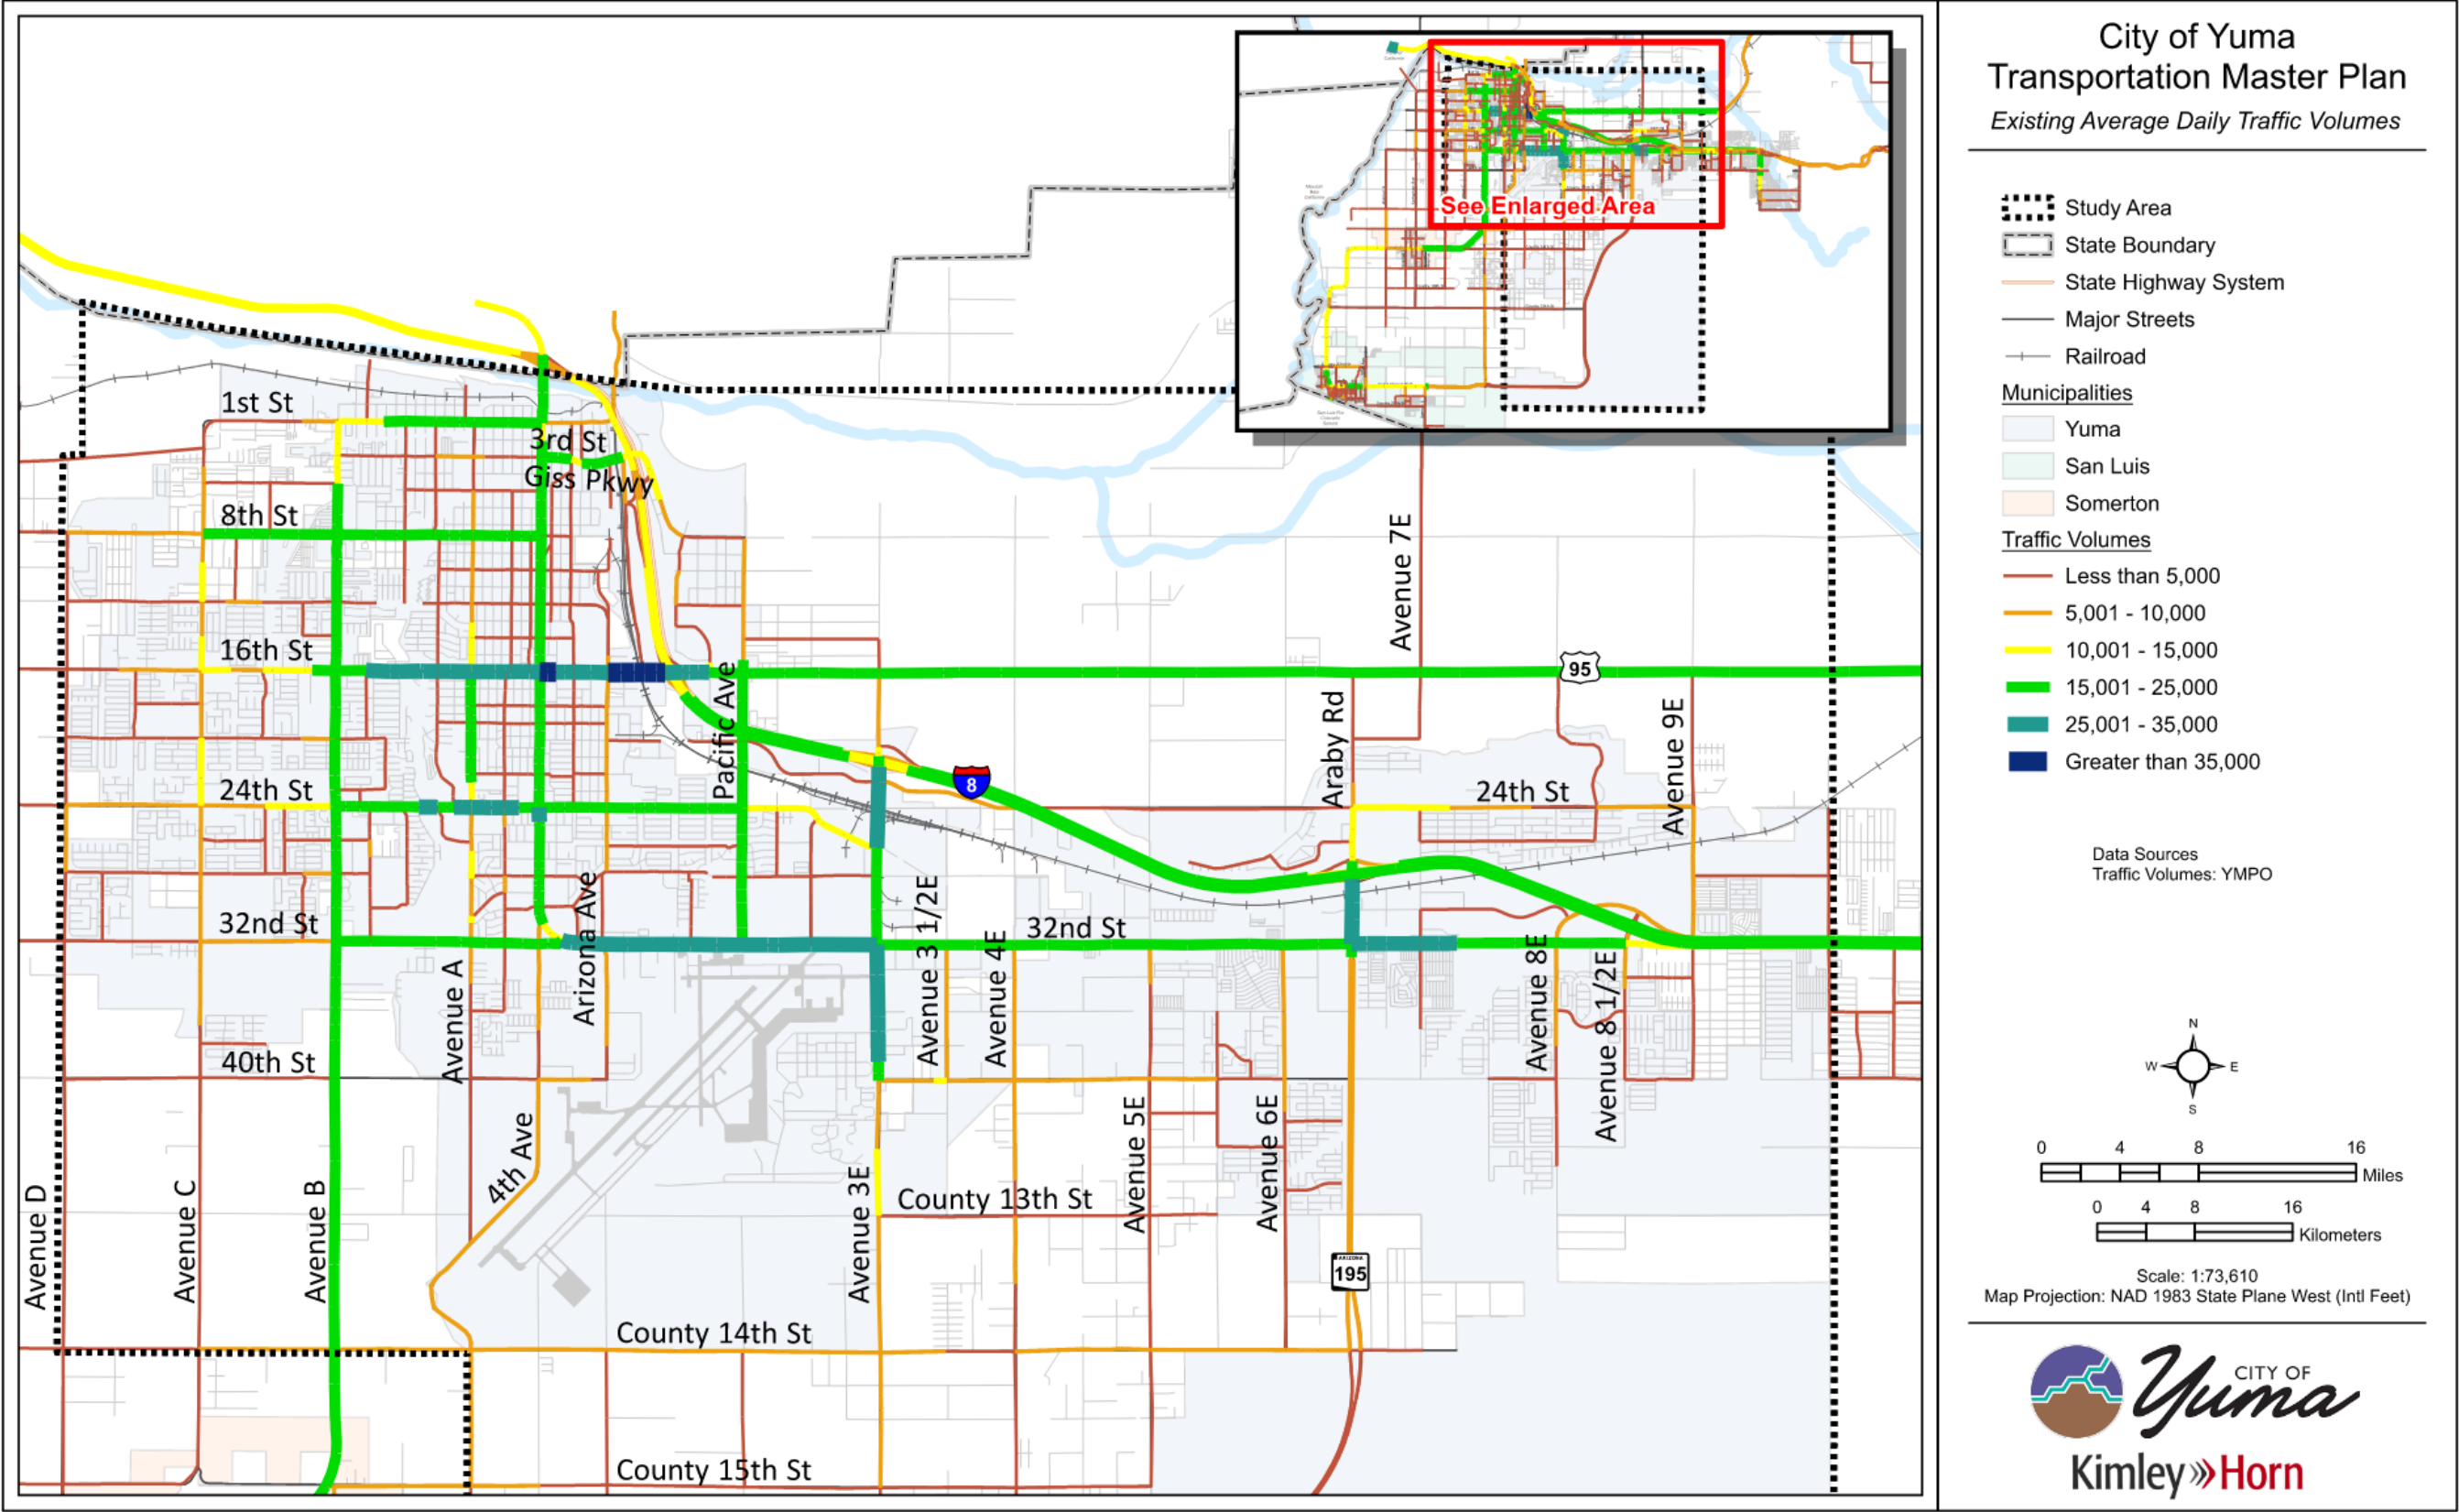 City of Yuma
Transportation Master Plan
Existing Average Daily Traffic Volumes
Study Area
State Boundary
State Highway System
Major Streets
Railroad
Municipalities
Yuma
San Luis
Somerton
Traffic Volumes
Less than 5,000
5,001 - 10,000
10,001 - 15,000
15,001 - 25,000
25,001 - 35,000
Greater than 35,000
Data Sources
Traffic Volumes: YMPO
N
W
E
S
0 4 8 16
Miles
0 4 8 16
Kilometers
Scale: 1:73,610
Map Projection: NAD 1983 State Plane West (Intl Feet)
CITY OF
Yuma
Kimley»Horn
See Enlarged Area
1st St
3rd St
Giss Pkwy
8th St
16th St
24th St
32nd St
40th St
Pacific Ave
Avenue 7E
95
8
Araby Rd
24th St
Avenue 9E
32nd St
Arizona Ave
Avenue A
Avenue 3 1/2E
Avenue 4E
Avenue 8E
Avenue 8 1/2E
4th Ave
Avenue D
Avenue C
Avenue B
Avenue 3E
County 13th St
Avenue 5E
Avenue 6E
ARIZONA
195
County 14th St
County 15th St